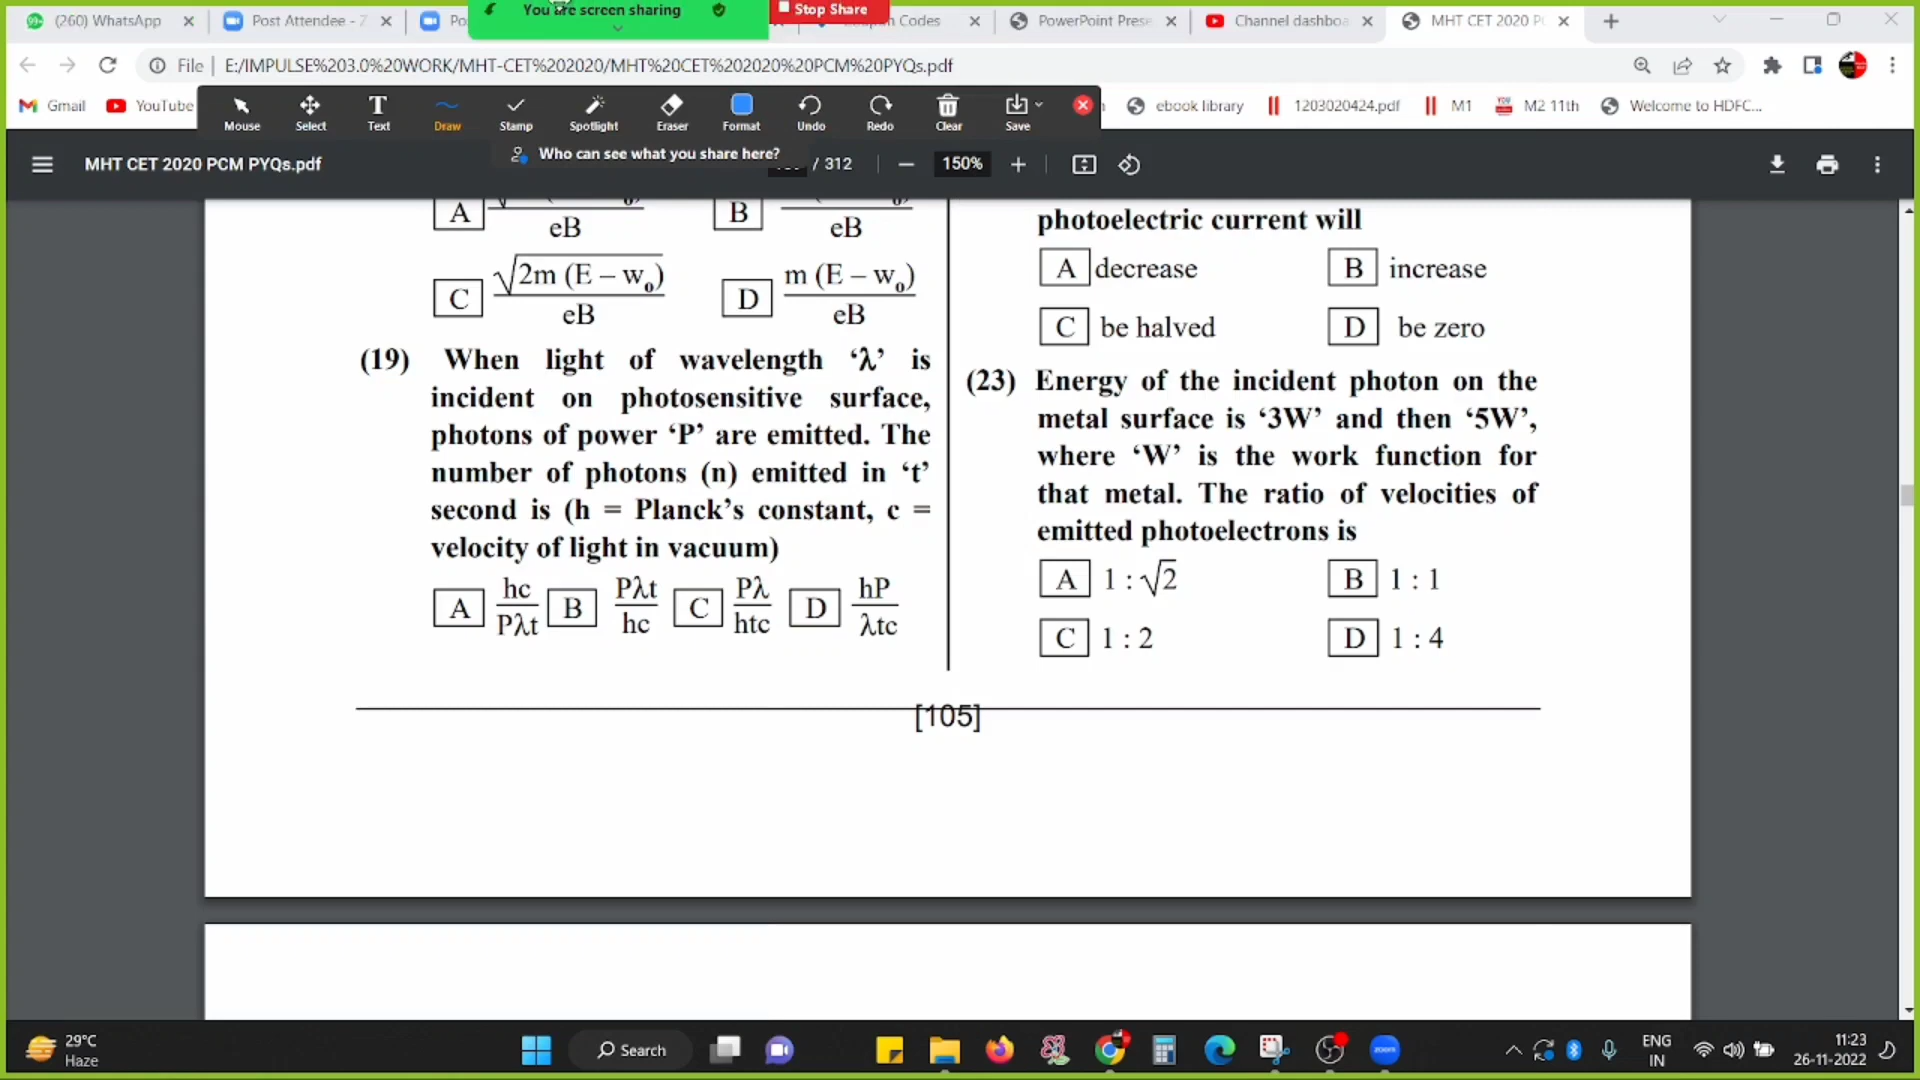 (260) WhatsApp
Post Attendee - Z
You are screen sharing
Stop Share
Codes
PowerPoint Prese
Channel dashboa
MHT CET 2020 P
File
E:/IMPULSE%203.0%20WORK/MHT-CET%202020/MHT%20CET%202020%20PCM%20PYQs.pdf
Gmail
YouTube
Mouse
Select
Text
Draw
Stamp
Spotlight
Eraser
Format
Undo
Redo
Clear
Save
ebook library
1203020424.pdf
M1
M2 11th
Welcome to HDFC...
Who can see what you share here?
MHT CET 2020 PCM PYQs.pdf
/ 312
150%
A eB
B eB
C √2m (E – w₀) / eB
D m (E – w₀) / eB
(19) When light of wavelength ‘λ’ is
incident on photosensitive surface,
photons of power ‘P’ are emitted. The
number of photons (n) emitted in ‘t’
second is (h = Planck’s constant, c =
velocity of light in vacuum)
A hc/Pλt B Pλt/hc C Pλ/htc D hP/λtc
photoelectric current will
A decrease B increase
C be halved D be zero
(23) Energy of the incident photon on the
metal surface is ‘3W’ and then ‘5W’,
where ‘W’ is the work function for
that metal. The ratio of velocities of
emitted photoelectrons is
A 1 : √2 B 1 : 1
C 1 : 2 D 1 : 4
[105]
29°C
Haze
Search
zoom
ENG
IN
11:23
26-11-2022